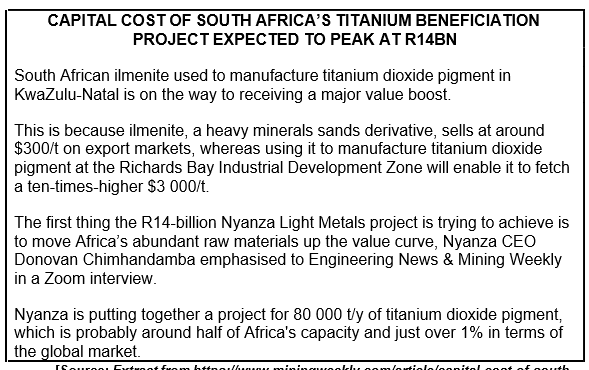 CAPITAL COST OF SOUTH AFRICA’S TITANIUM BENEFICIATION
PROJECT EXPECTED TO PEAK AT R14BN
South African ilmenite used to manufacture titanium dioxide pigment in
KwaZulu-Natal is on the way to receiving a major value boost.
This is because ilmenite, a heavy minerals sands derivative, sells at around
$300/t on export markets, whereas using it to manufacture titanium dioxide
pigment at the Richards Bay Industrial Development Zone will enable it to fetch
a ten-times-higher $3 000/t.
The first thing the R14-billion Nyanza Light Metals project is trying to achieve is
to move Africa’s abundant raw materials up the value curve, Nyanza CEO
Donovan Chimhandamba emphasised to Engineering News & Mining Weekly
in a Zoom interview.
Nyanza is putting together a project for 80 000 t/y of titanium dioxide pigment,
which is probably around half of Africa's capacity and just over 1% in terms of
the global market.
[Source: Extract from https://www.miningweekly.com/article/capital-cost-of-south